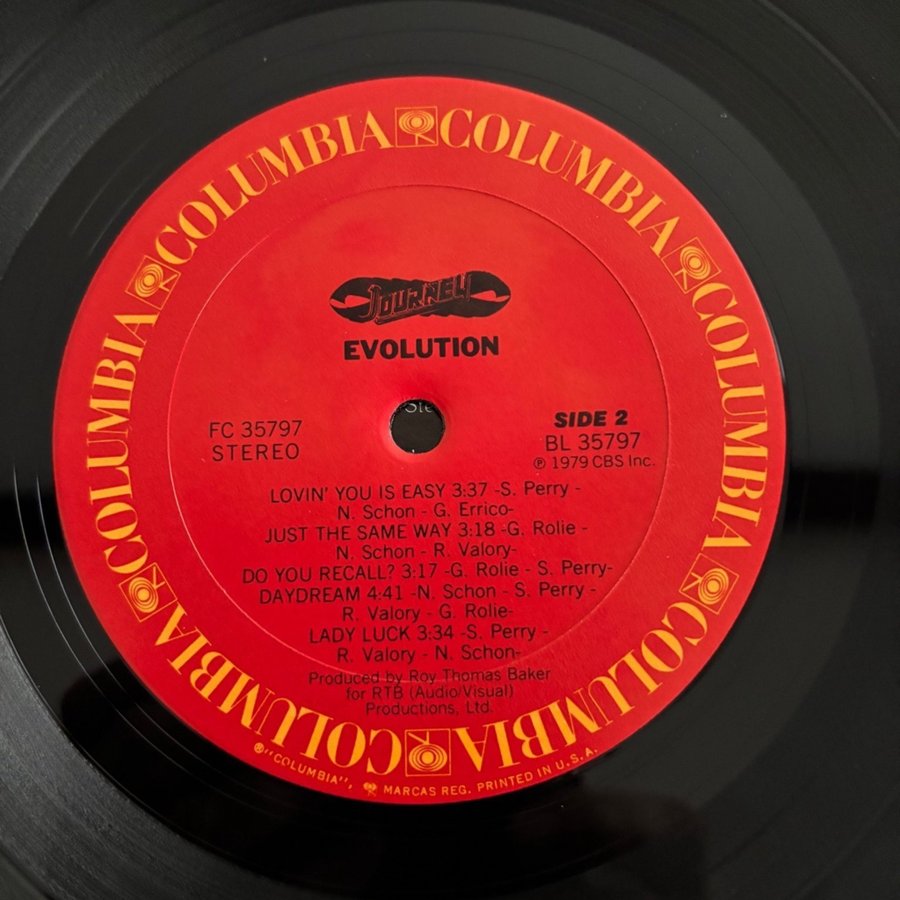 COLUMBIA COLUMBIA COLUMBIA COLUMBIA COLUMBIA COLUMBIA COLUMBIA COLUMBIA
JOURNEY
EVOLUTION
FC 35797
STEREO
SIDE 2
BL 35797
℗ 1979 CBS Inc.
Ste
LOVIN' YOU IS EASY 3:37 -S. Perry -
N. Schon - G. Errico-
JUST THE SAME WAY 3:18 -G. Rolie -
N. Schon - R. Valory-
DO YOU RECALL? 3:17 -G. Rolie - S. Perry-
DAYDREAM 4:41 -N. Schon - S. Perry -
R. Valory - G. Rolie-
LADY LUCK 3:34 -S. Perry -
R. Valory - N. Schon-
Produced by Roy Thomas Baker
for RTB (Audio/Visual)
Productions, Ltd.
®"COLUMBIA", MARCAS REG. PRINTED IN U.S.A.